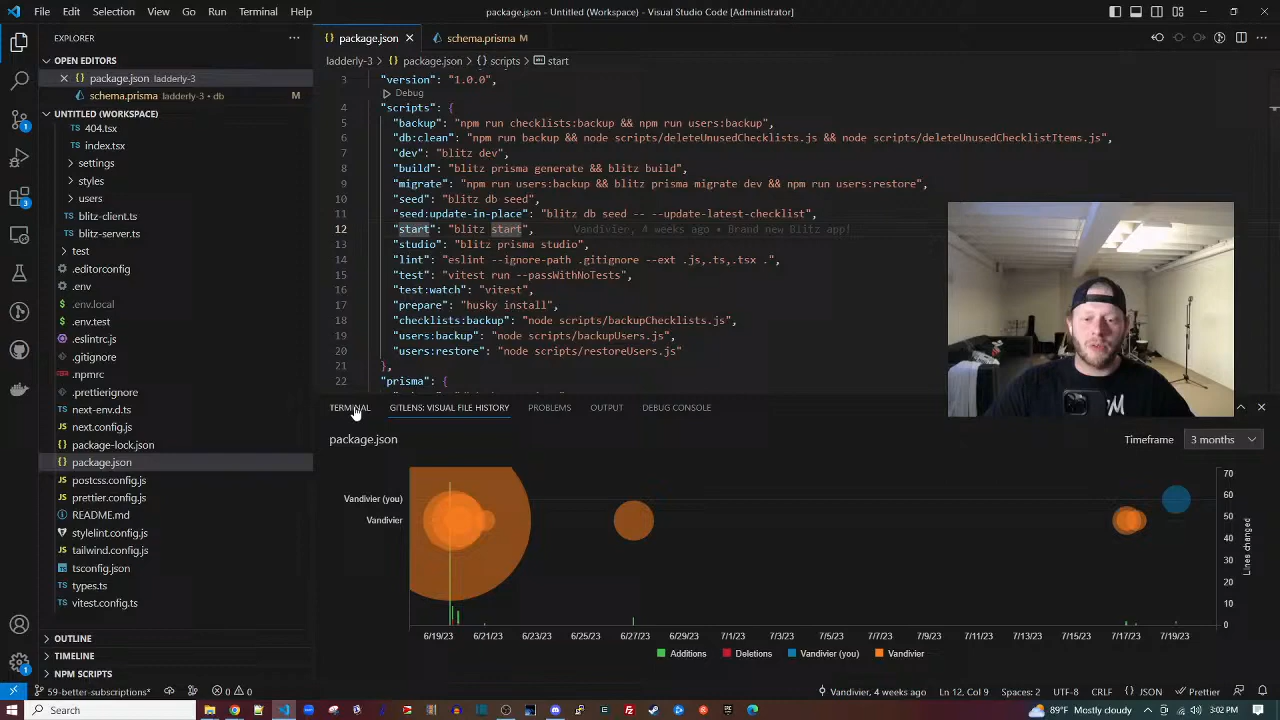 File Edit Selection View Go Run Terminal Help
package.json - Untitled (Workspace) - Visual Studio Code [Administrator]
EXPLORER
package.json
schema.prisma M
OPEN EDITORS
package.json ladderly-3
schema.prisma ladderly-3 • db M
UNTITLED (WORKSPACE)
404.tsx
index.tsx
settings
styles
users
blitz-client.ts
blitz-server.ts
test
.editorconfig
.env
.env.local
.env.test
.eslintrc.js
.gitignore
.npmrc
.prettierignore
next-env.d.ts
next.config.js
package-lock.json
package.json
postcss.config.js
prettier.config.js
README.md
stylelint.config.js
tailwind.config.js
tsconfig.json
types.ts
vitest.config.ts
OUTLINE
TIMELINE
NPM SCRIPTS
ladderly-3 > {} package.json > {} scripts > start
3 "version": "1.0.0",
Debug
4 "scripts": {
5 "backup": "npm run checklists:backup && npm run users:backup",
6 "db:clean": "npm run backup && node scripts/deleteUnusedChecklists.js && node scripts/deleteUnusedChecklistItems.js",
7 "dev": "blitz dev",
8 "build": "blitz prisma generate && blitz build",
9 "migrate": "npm run users:backup && blitz prisma migrate dev && npm run users:restore",
10 "seed": "blitz db seed",
11 "seed:update-in-place": "blitz db seed -- --update-latest-checklist",
12 "start": "blitz start", Vandivier, 4 weeks ago • Brand new Blitz app!
13 "studio": "blitz prisma studio",
14 "lint": "eslint --ignore-path .gitignore --ext .js,.ts,.tsx .",
15 "test": "vitest run --passWithNoTests",
16 "test:watch": "vitest",
17 "prepare": "husky install",
18 "checklists:backup": "node scripts/backupChecklists.js",
19 "users:backup": "node scripts/backupUsers.js",
20 "users:restore": "node scripts/restoreUsers.js"
21 },
22 "prisma": {
TERMINAL GITLENS: VISUAL FILE HISTORY PROBLEMS OUTPUT DEBUG CONSOLE
package.json
Timeframe 3 months
Vandivier (you)
Vandivier
70
60
50
40
30
20
10
0
Lines changed
6/19/23 6/21/23 6/23/23 6/25/23 6/27/23 6/29/23 7/1/23 7/3/23 7/5/23 7/7/23 7/9/23 7/11/23 7/13/23 7/15/23 7/17/23 7/19/23
Additions Deletions Vandivier (you) Vandivier
59-better-subscriptions* 0 0 Vandivier, 4 weeks ago Ln 12, Col 9 Spaces: 2 UTF-8 CRLF {} JSON Prettier
Search 89°F Mostly cloudy 3:02 PM